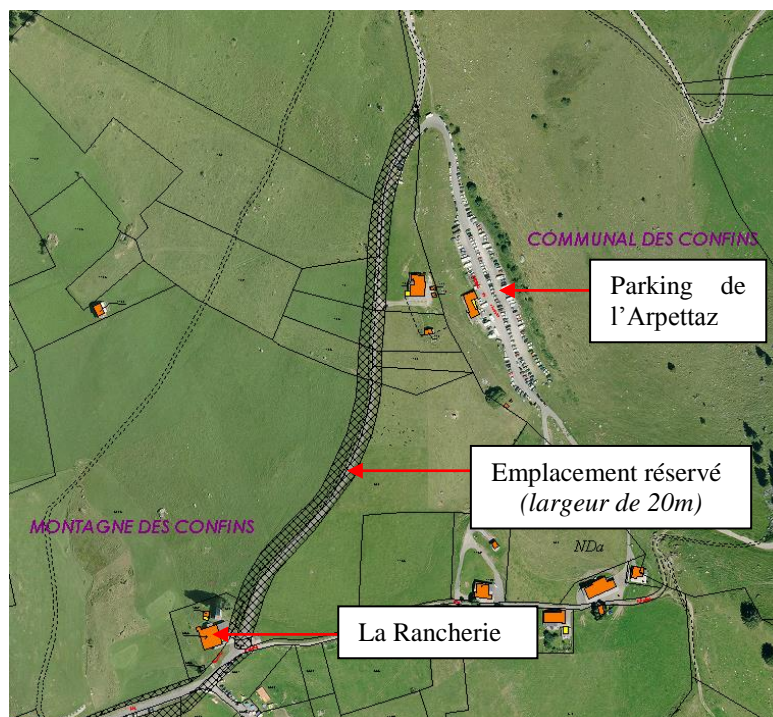 COMMUNAL DES CONFINS
Parking de
l'Arpettaz
Emplacement réservé
(largeur de 20m)
MONTAGNE DES CONFINS
NDa
La Rancherie